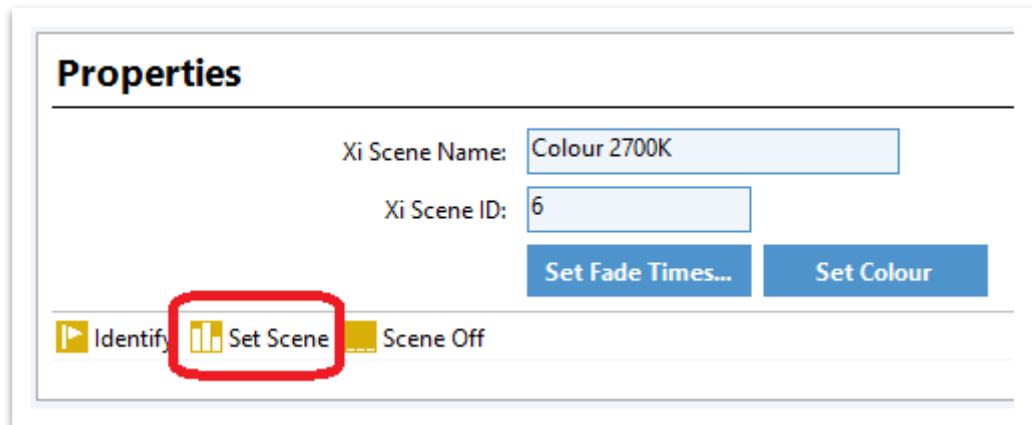 Properties
Xi Scene Name: Colour 2700K
Xi Scene ID: 6
Set Fade Times... Set Colour
Identify Set Scene Scene Off